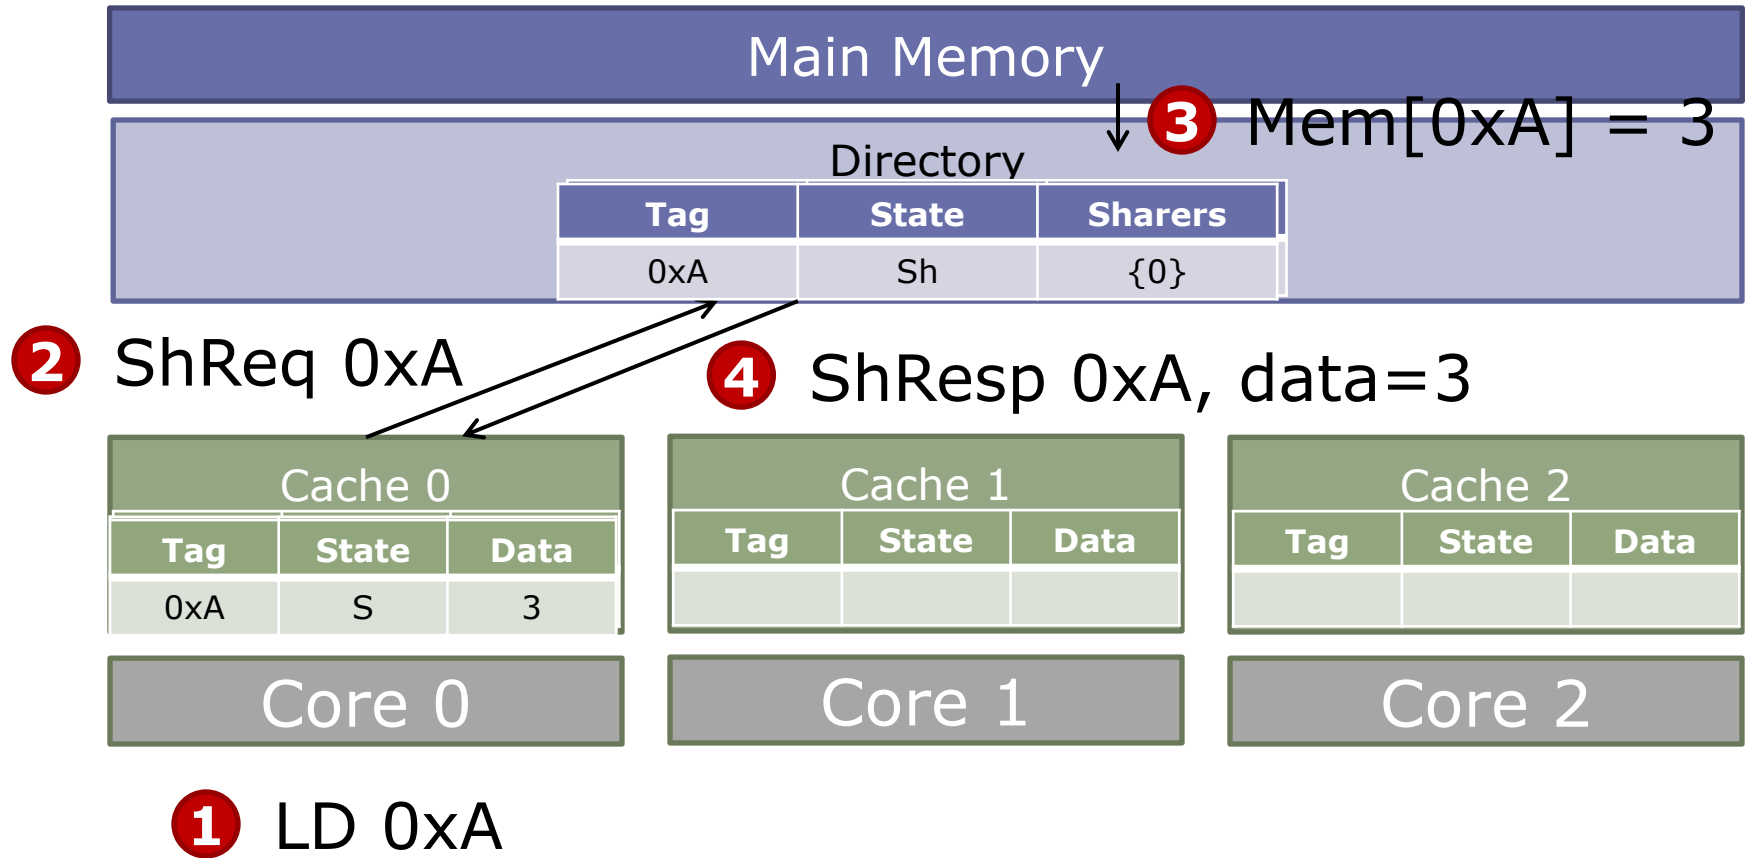 Main Memory
3 Mem[0xA] = 3
Directory
Tag State Sharers
0xA Sh {0}
2 ShReq 0xA
4 ShResp 0xA, data=3
Cache 0
Tag State Data
0xA S 3
Cache 1
Tag State Data
Cache 2
Tag State Data
Core 0
Core 1
Core 2
1 LD 0xA